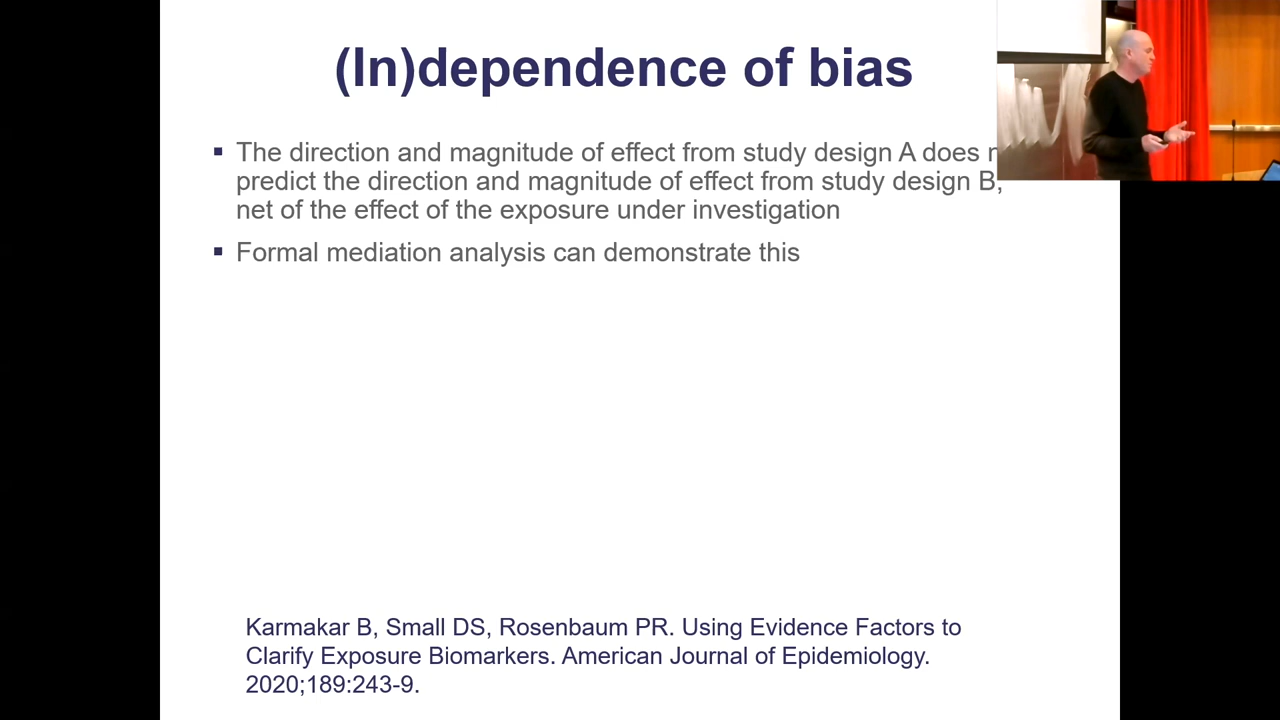 (In)dependence of bias
The direction and magnitude of effect from study design A does
predict the direction and magnitude of effect from study design B,
net of the effect of the exposure under investigation
Formal mediation analysis can demonstrate this
Karmakar B, Small DS, Rosenbaum PR. Using Evidence Factors to
Clarify Exposure Biomarkers. American Journal of Epidemiology.
2020;189:243-9.